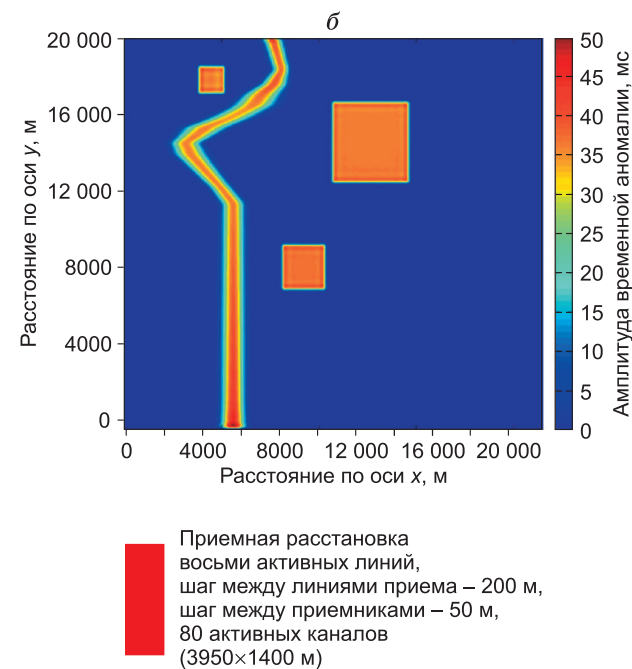 б
20 000
16 000
12 000
8000
4000
0
Расстояние по оси y, м
0 4000 8000 12 000 16 000 20 000
Расстояние по оси x, м
50
45
40
35
30
25
20
15
10
5
0
Амплитуда временной аномалии, мс
Приемная расстановка
восьми активных линий,
шаг между линиями приема – 200 м,
шаг между приемниками – 50 м,
80 активных каналов
(3950×1400 м)